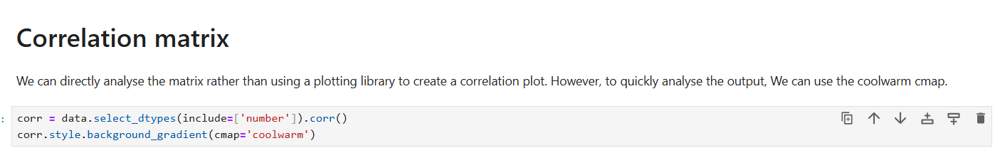 Correlation matrix
We can directly analyse the matrix rather than using a plotting library to create a correlation plot. However, to quickly analyse the output, We can use the coolwarm cmap.
: corr = data.select_dtypes(include=['number']).corr()
corr.style.background_gradient(cmap='coolwarm')